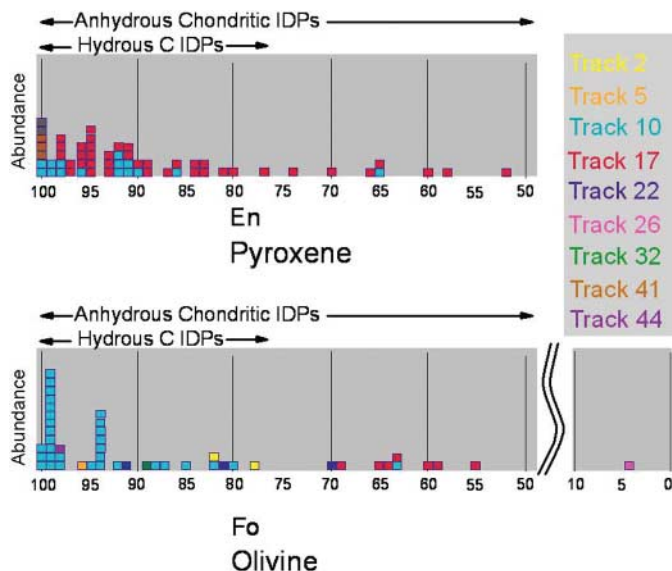 Anhydrous Chondritic IDPs
Hydrous C IDPs
Abundance
100 95 90 85 80 75 70 65 60 55 50
En
Pyroxene
Track 2
Track 5
Track 10
Track 17
Track 22
Track 26
Track 32
Track 41
Track 44
Anhydrous Chondritic IDPs
Hydrous C IDPs
Abundance
100 95 90 85 80 75 70 65 60 55 50 10 5 0
Fo
Olivine